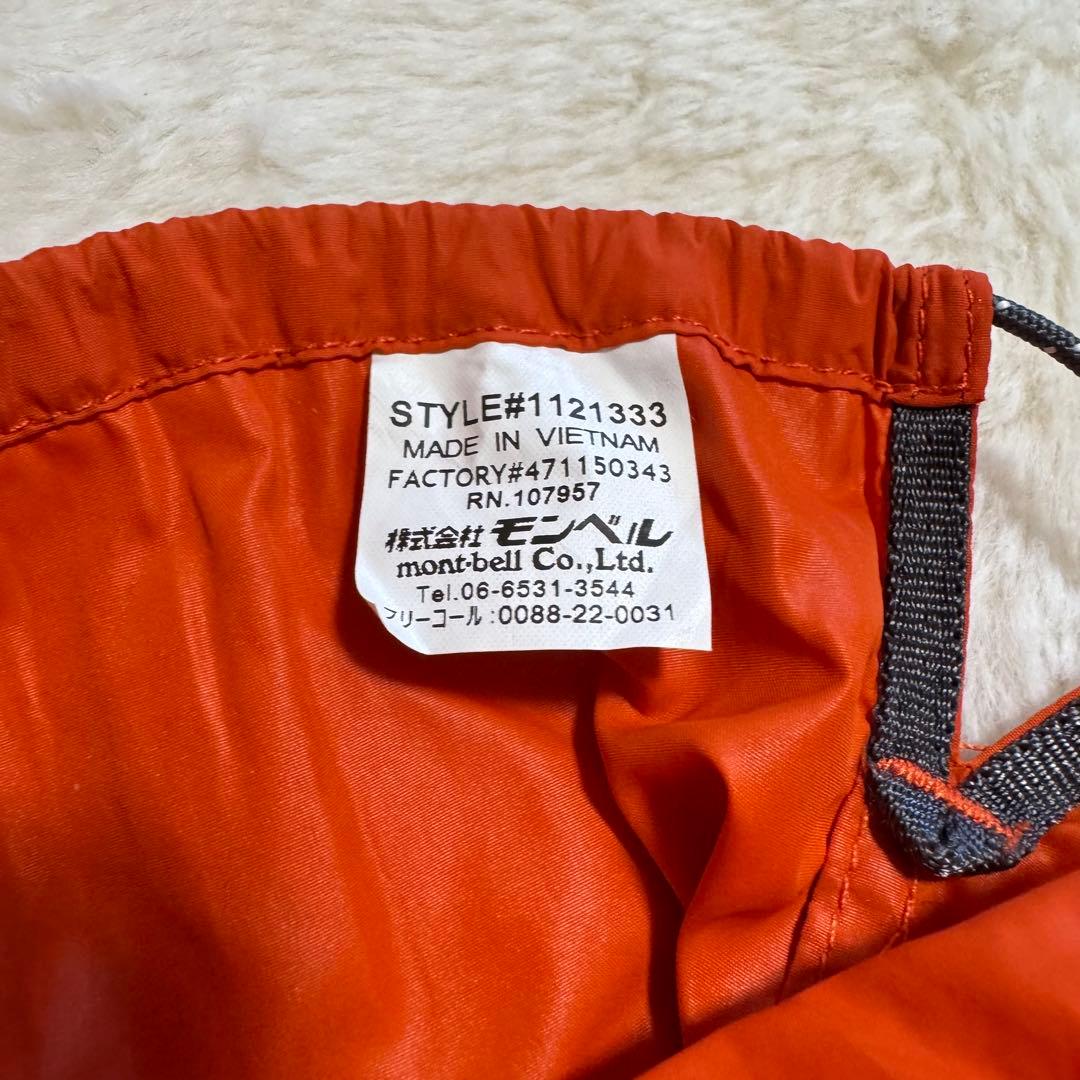 STYLE#1121333
MADE IN VIETNAM
FACTORY#471150343
RN.107957
株式会社 モンベル
mont-bell Co.,Ltd.
Tel.06-6531-3544
フリーコール:0088-22-0031